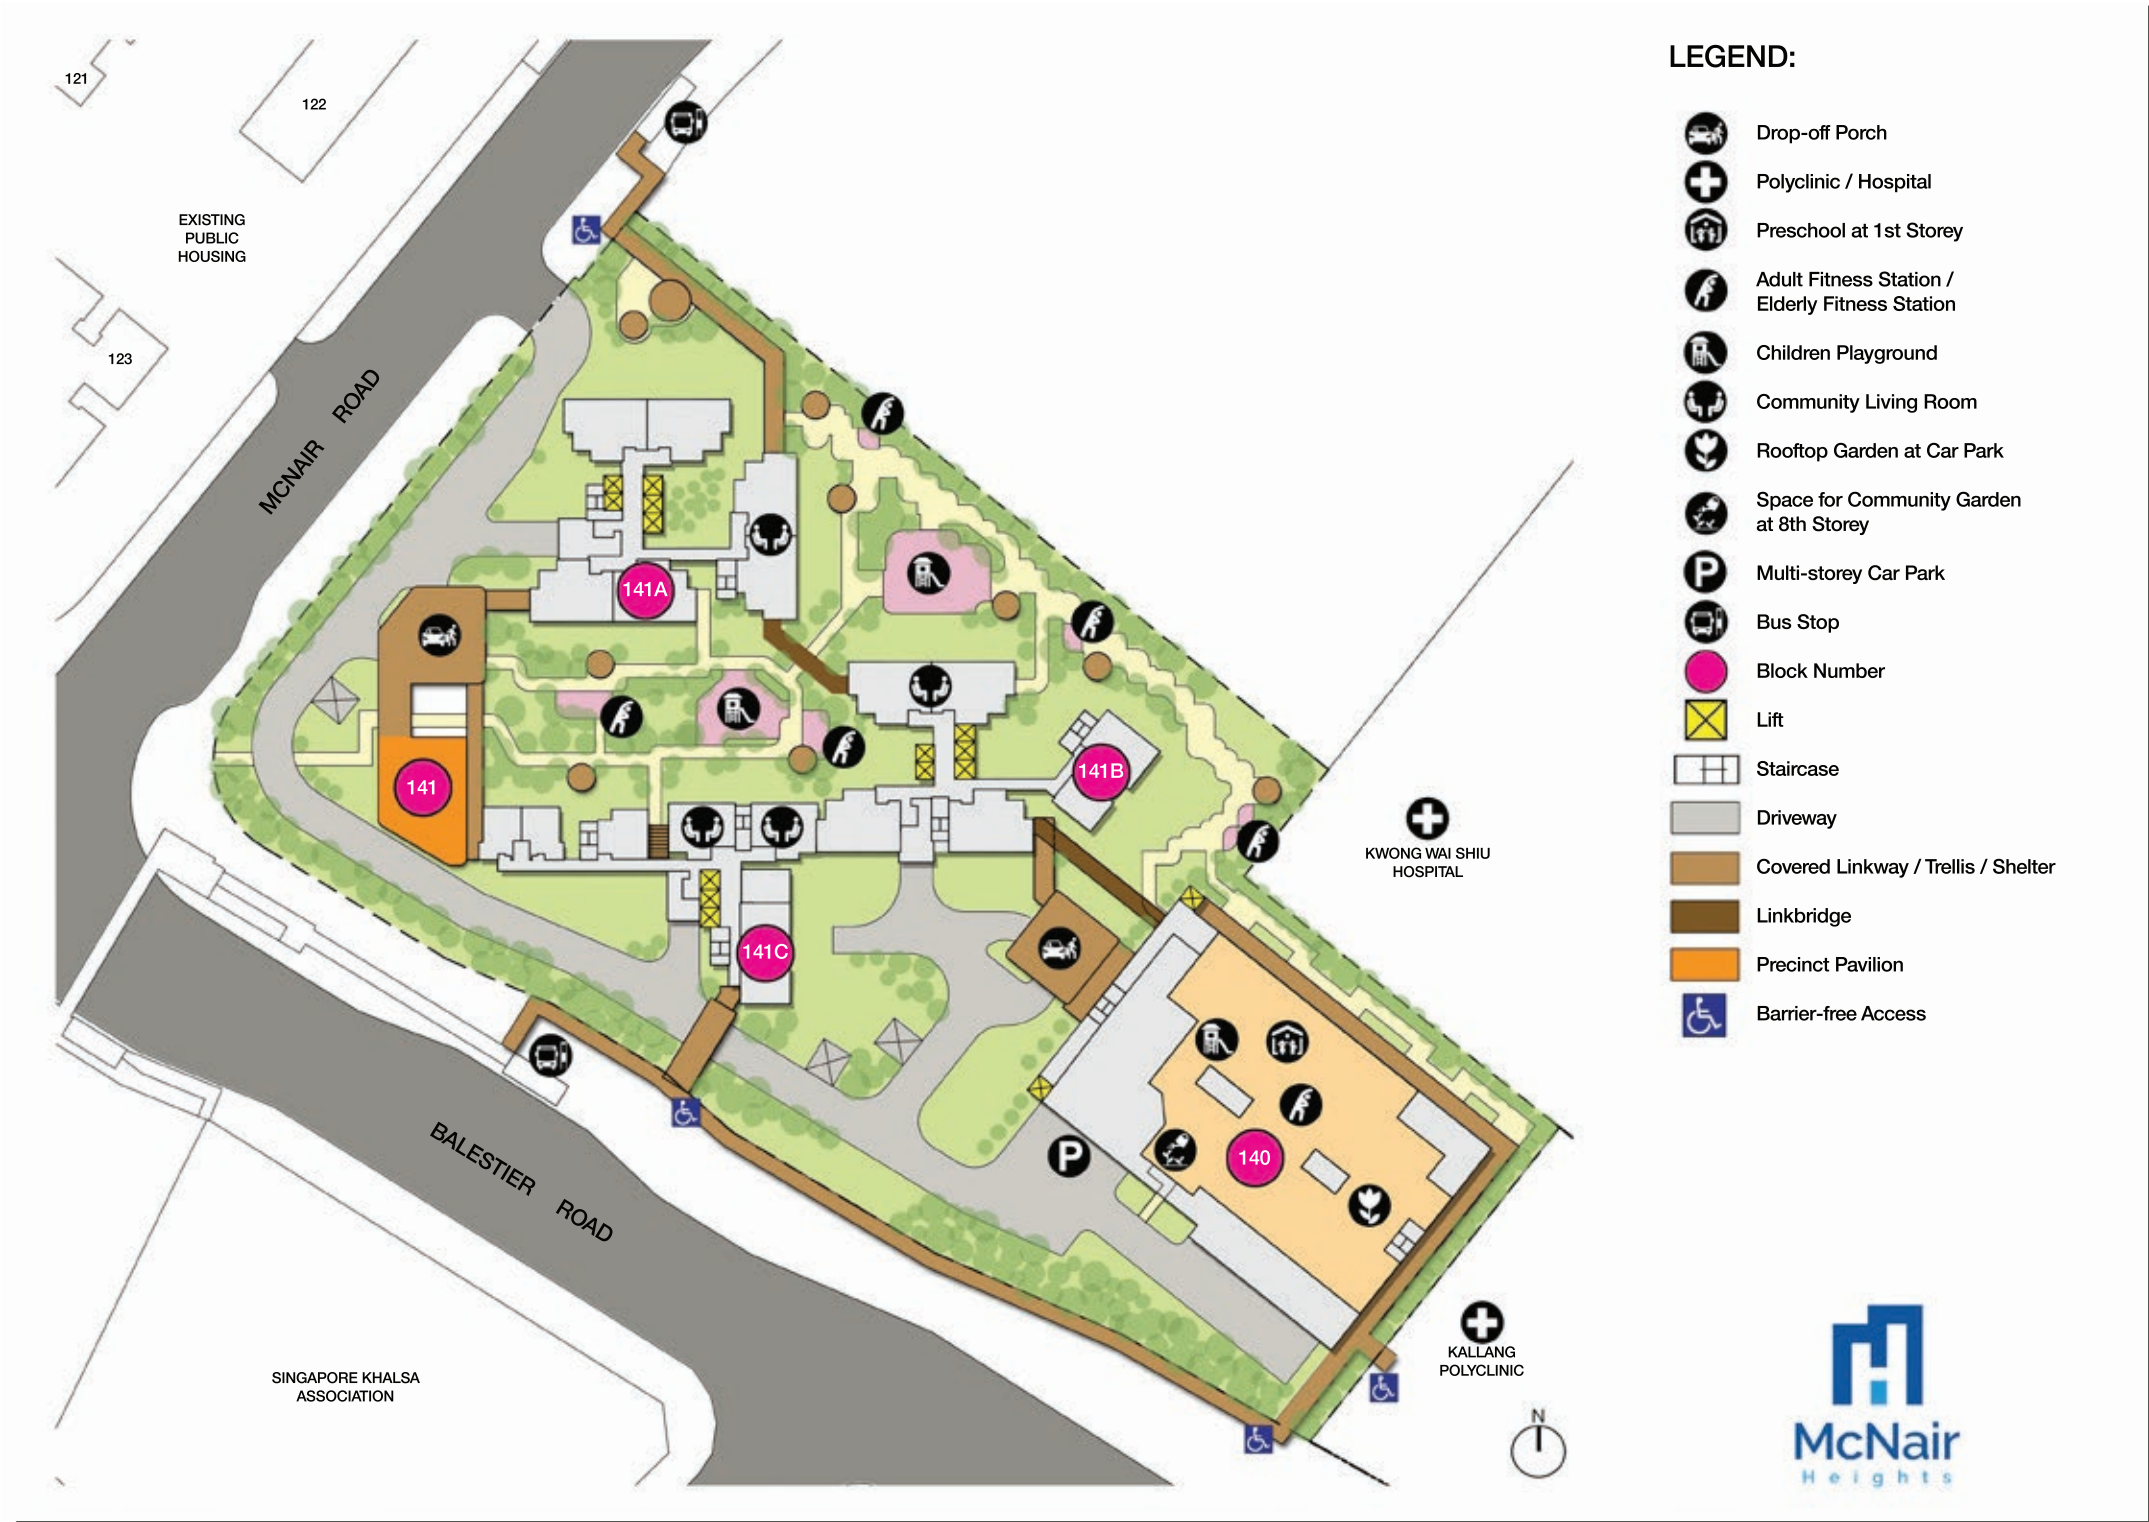 LEGEND:
Drop-off Porch
Polyclinic / Hospital
Preschool at 1st Storey
Adult Fitness Station /
Elderly Fitness Station
Children Playground
Community Living Room
Rooftop Garden at Car Park
Space for Community Garden
at 8th Storey
P
Multi-storey Car Park
Bus Stop
Block Number
Lift
Staircase
Driveway
Covered Linkway / Trellis / Shelter
Linkbridge
Precinct Pavilion
Barrier-free Access
121
122
EXISTING
PUBLIC
HOUSING
123
MCNAIR ROAD
141A
141
141B
141C
KWONG WAI SHIU
HOSPITAL
P
140
BALESTIER ROAD
KALLANG
POLYCLINIC
SINGAPORE KHALSA
ASSOCIATION
N
McNair
Heights